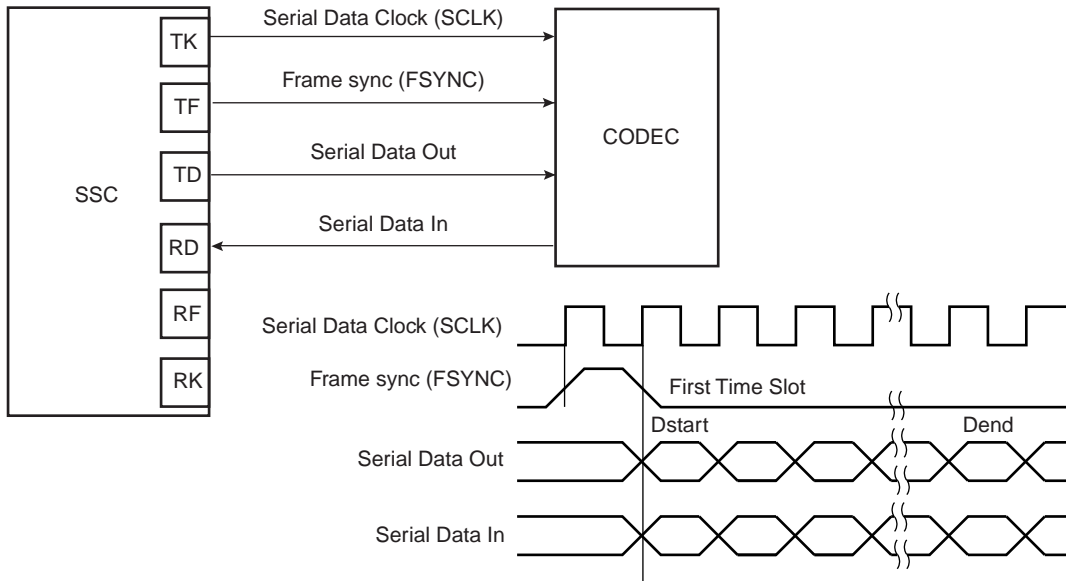 Serial Data Clock (SCLK)
TK
Frame sync (FSYNC)
TF
CODEC
Serial Data Out
TD
SSC
Serial Data In
RD
RF
Serial Data Clock (SCLK)
RK
Frame sync (FSYNC)
First Time Slot
Dstart
Dend
Serial Data Out
Serial Data In